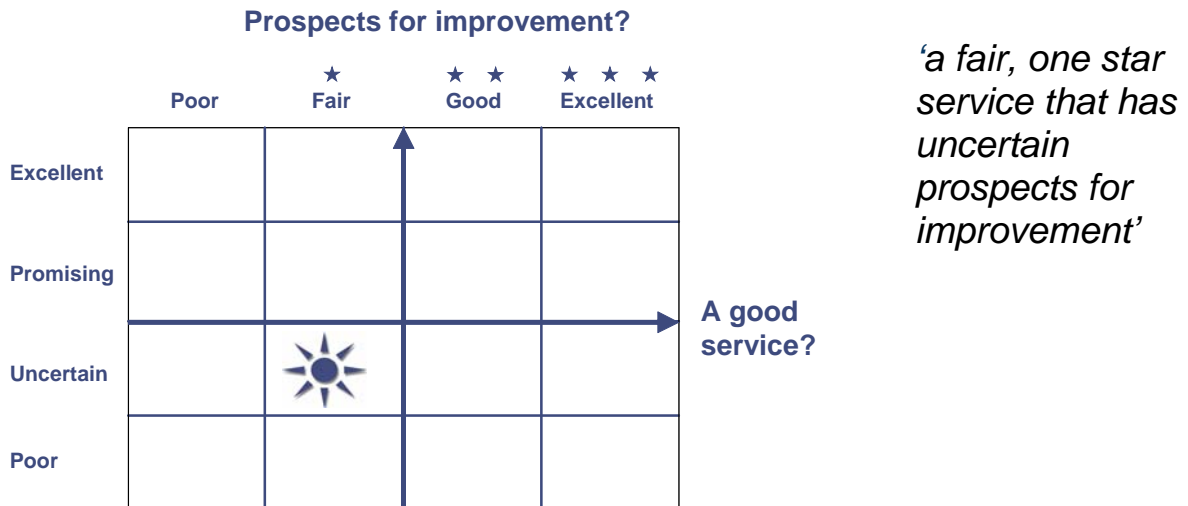 Prospects for improvement?
★ ★ ★ ★ ★ ★
Poor Fair Good Excellent
Excellent
Promising
Uncertain
Poor
A good
service?
‘a fair, one star
service that has
uncertain
prospects for
improvement’